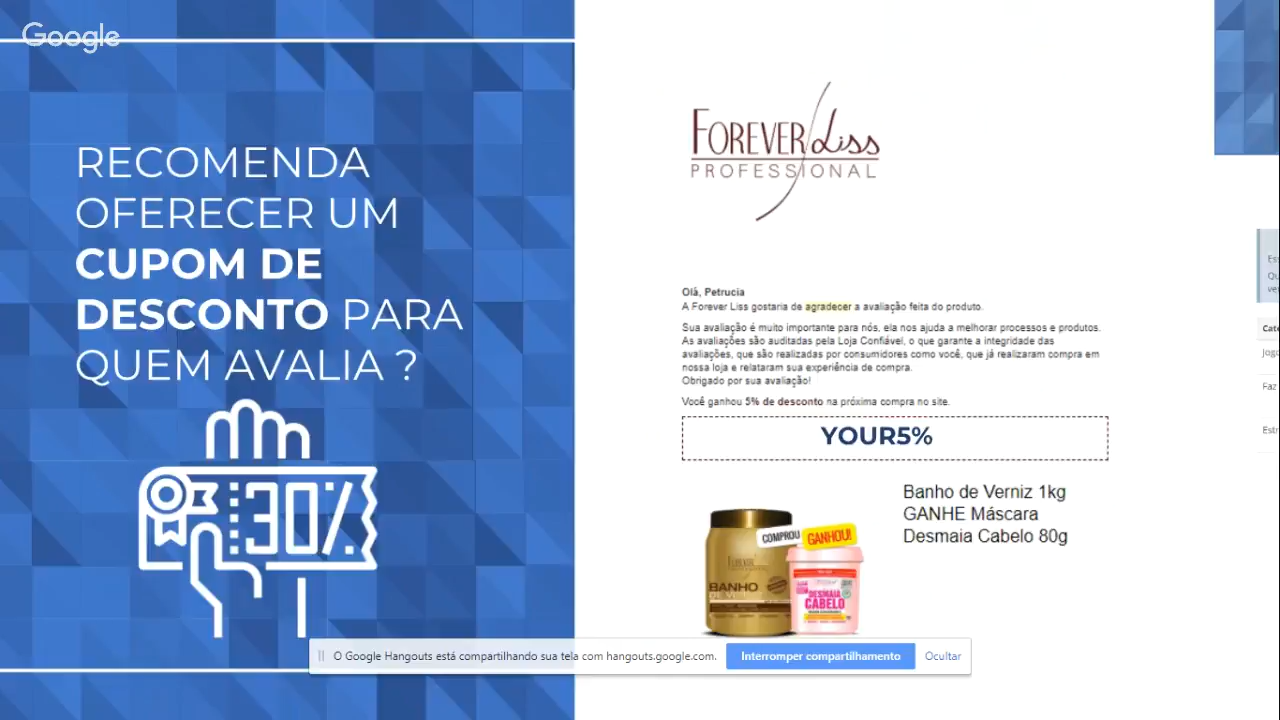 Google
RECOMENDA
OFERECER UM
CUPOM DE
DESCONTO PARA
QUEM AVALIA ?
30%
FOREVER Liss
PROFESSIONAL
Olá, Petrucia
A Forever Liss gostaria de agradecer a avaliação feita do produto.
Sua avaliação é muito importante para nós, ela nos ajuda a melhorar processos e produtos.
As avaliações são auditadas pela Loja Confiável, o que garante a integridade das
avaliações, que são realizadas por consumidores como você, que já realizaram compra em
nossa loja e relataram sua experiência de compra.
Obrigado por sua avaliação!
Você ganhou 5% de desconto na próxima compra no site.
YOUR5%
Banho de Verniz 1kg
GANHE Máscara
Desmaia Cabelo 80g
COMPROU GANHOU!
FOREVER
BANHO
DESMAIA
CABELO
Faz
O Google Hangouts está compartilhando sua tela com hangouts.google.com.
Interromper compartilhamento
Ocultar